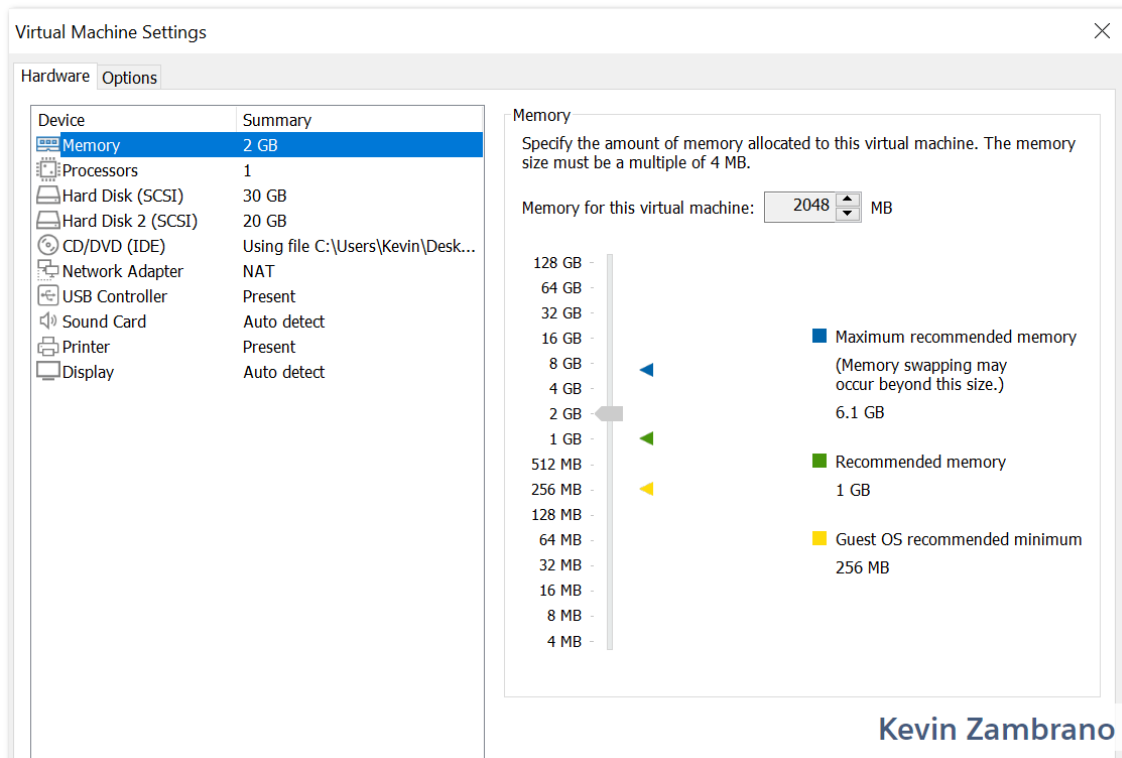 Virtual Machine Settings
Hardware Options
Device Summary
Memory 2 GB
Processors 1
Hard Disk (SCSI) 30 GB
Hard Disk 2 (SCSI) 20 GB
CD/DVD (IDE) Using file C:\Users\Kevin\Desk...
Network Adapter NAT
USB Controller Present
Sound Card Auto detect
Printer Present
Display Auto detect
Memory
Specify the amount of memory allocated to this virtual machine. The memory
size must be a multiple of 4 MB.
Memory for this virtual machine: 2048 MB
128 GB
64 GB
32 GB
16 GB
8 GB
4 GB
2 GB
1 GB
512 MB
256 MB
128 MB
64 MB
32 MB
16 MB
8 MB
4 MB
Maximum recommended memory
(Memory swapping may
occur beyond this size.)
6.1 GB
Recommended memory
1 GB
Guest OS recommended minimum
256 MB
Kevin Zambrano